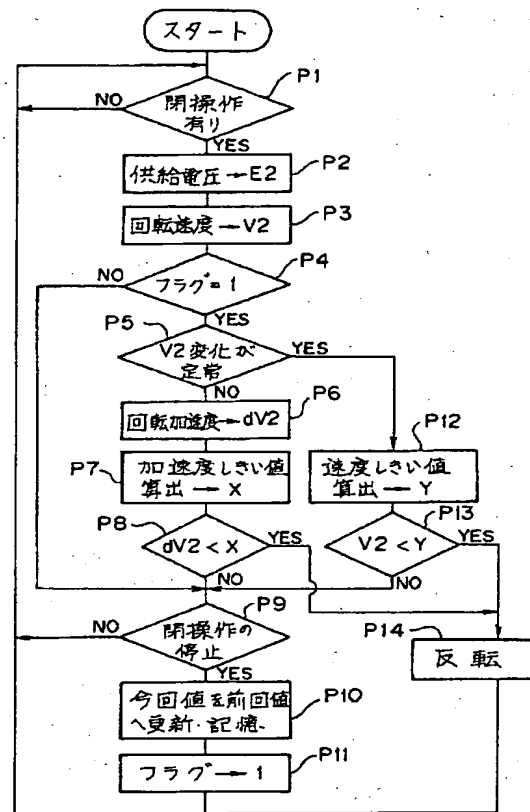 スタート
P1
NO
閉操作
有り
YES
P2
供給電圧→E2
P3
回転速度→V2
P4
NO
フラグ=1
YES
P5
V2変化が
定常
YES
NO
P6
回転加速度→dV2
P12
P7
加速度しきい値
算出→X
速度しきい値
算出→Y
P8
P13
dV2<X
YES
V2<Y
YES
NO
NO
P9
NO
閉操作の
停止
P14
反転
YES
P10
今回値を前回値
へ更新・記憶
P11
フラグ→1